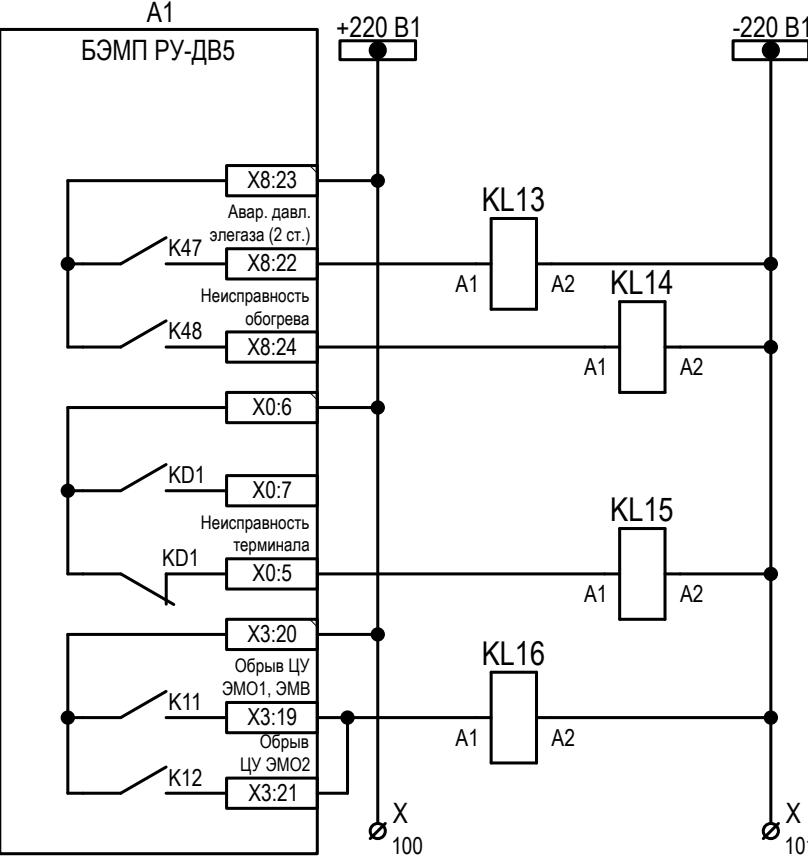 A1
+220 В1
-220 В1
БЭМП РУ-ДВ5
X8:23
Авар. давл.
элегаза (2 ст.)
K47
X8:22
KL13
A1
A2
Неисправность
обогрева
K48
X8:24
KL14
A1
A2
X0:6
KD1
X0:7
Неисправность
терминала
KD1
X0:5
KL15
A1
A2
X3:20
Обрыв ЦУ
ЭМО1, ЭМВ
K11
X3:19
KL16
A1
A2
Обрыв
ЦУ ЭМО2
K12
X3:21
X
100
X